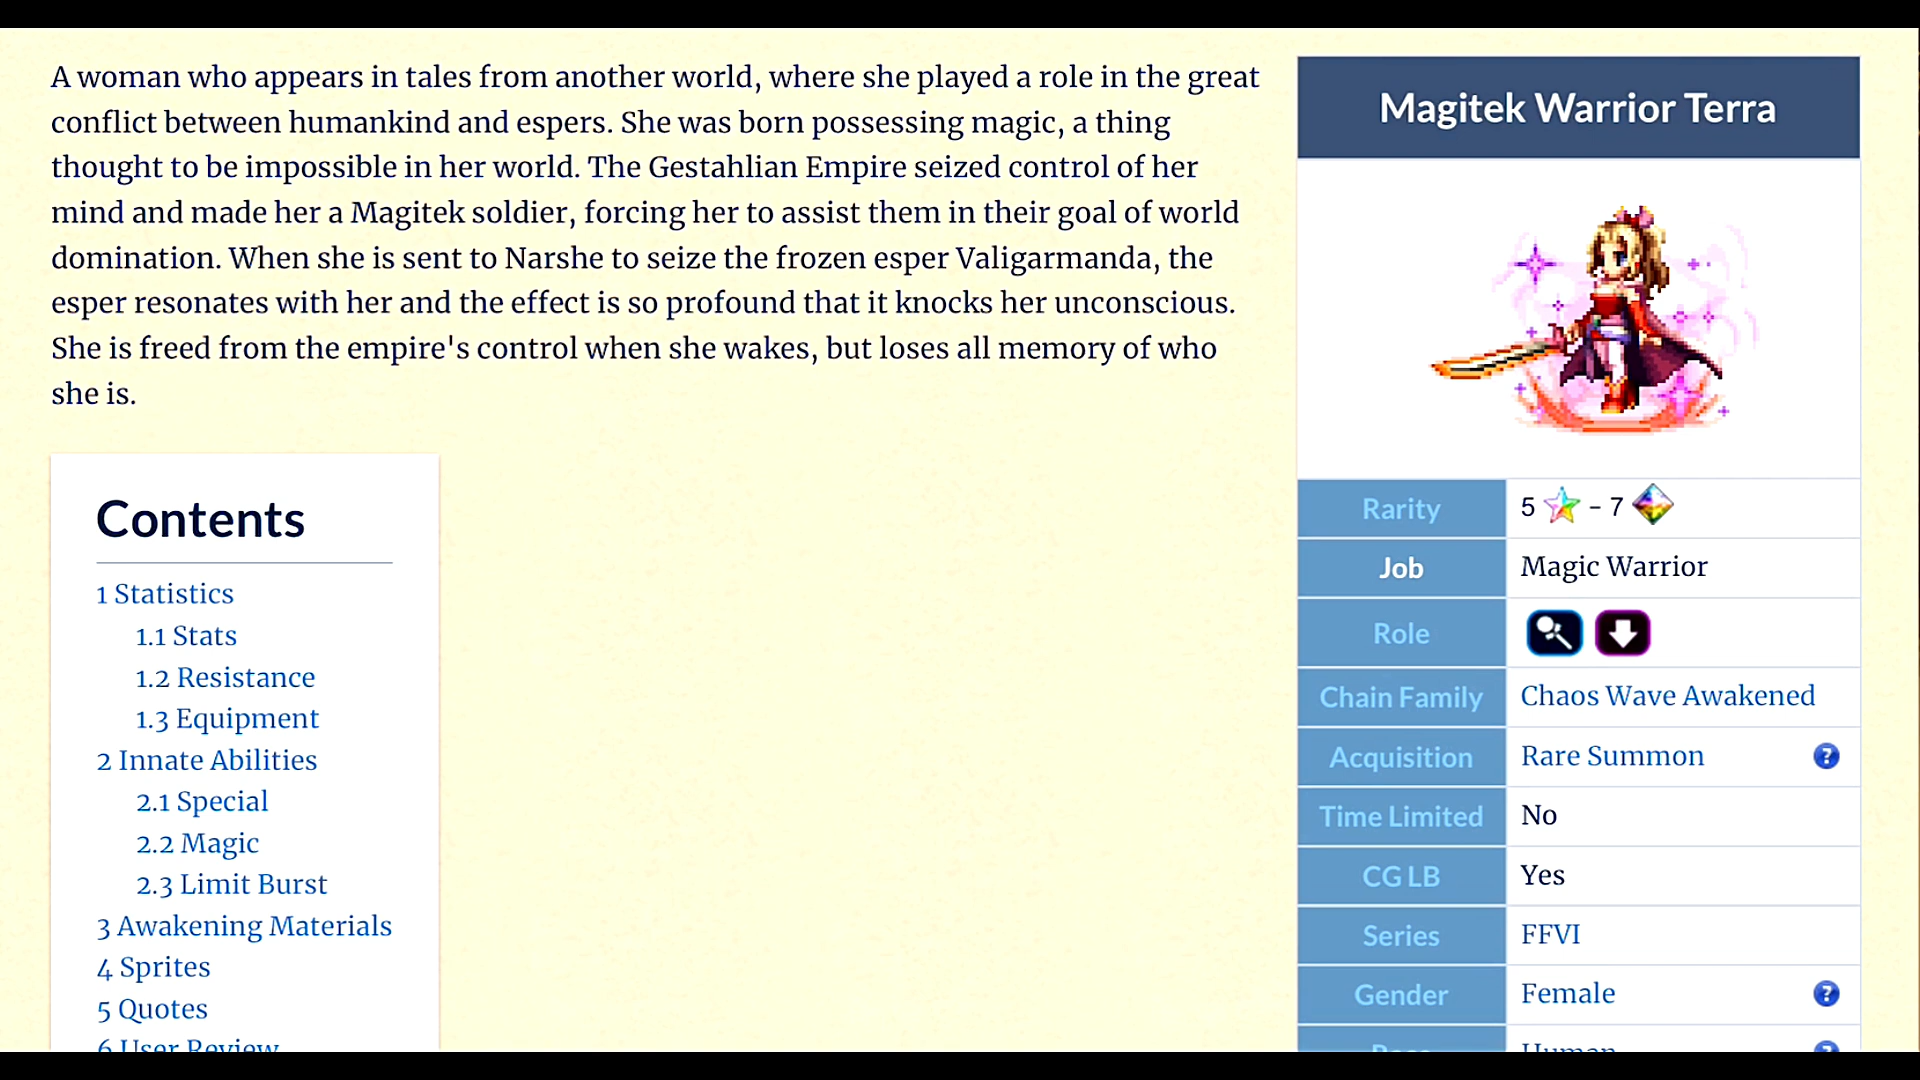 A woman who appears in tales from another world, where she played a role in the great
conflict between humankind and espers. She was born possessing magic, a thing
thought to be impossible in her world. The Gestahlian Empire seized control of her
mind and made her a Magitek soldier, forcing her to assist them in their goal of world
domination. When she is sent to Narshe to seize the frozen esper Valigarmanda, the
esper resonates with her and the effect is so profound that it knocks her unconscious.
She is freed from the empire's control when she wakes, but loses all memory of who
she is.
Contents
1 Statistics
1.1 Stats
1.2 Resistance
1.3 Equipment
2 Innate Abilities
2.1 Special
2.2 Magic
2.3 Limit Burst
3 Awakening Materials
4 Sprites
5 Quotes
6 User Review
Magitek Warrior Terra
Rarity 5 - 7
Job Magic Warrior
Role
Chain Family Chaos Wave Awakened
Acquisition Rare Summon ?
Time Limited No
CG LB Yes
Series FFVI
Gender Female ?
Race Human ?